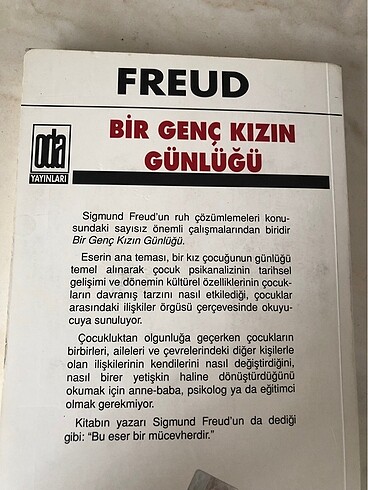 FREUD
oda
YAYINLARI
BİR GENÇ KIZIN
GÜNLÜĞÜ
Sigmund Freud'un ruh çözümlemeleri konu-
sundaki sayısız önemli çalışmalarından biridir
Bir Genç Kızın Günlüğü.
Eserin ana teması, bir kız çocuğunun günlüğü
temel alınarak çocuk psikanalizinin tarihsel
gelişimi ve dönemin kültürel özelliklerinin çocuk-
ların davranış tarzını nasıl etkilediği, çocuklar
arasındaki ilişkiler örgüsü çerçevesinde okuyu-
cuya sunuluyor.
Çocukluktan olgunluğa geçerken çocukların
birbirleri, aileleri ve çevrelerindeki diğer kişilerle
olan ilişkilerinin kendilerini nasıl değiştirdiğini,
nasıl birer yetişkin haline dönüştürdüğünü
okumak için anne-baba, psikolog ya da eğitimci
olmak gerekmiyor.
Kitabın yazarı Sigmund Freud'un da dediği
gibi: "Bu eser bir mücevherdir."